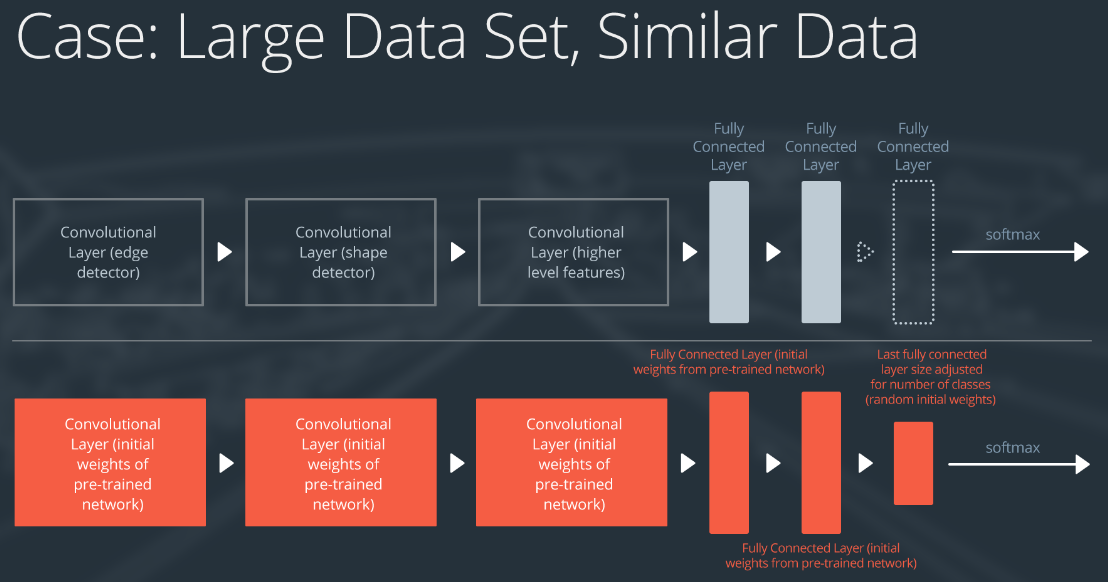 Case: Large Data Set, Similar Data
Fully
Connected
Layer
Fully
Connected
Layer
Fully
Connected
Layer
Convolutional
Layer (edge
detector)
Convolutional
Layer (shape
detector)
Convolutional
Layer (higher
level features)
softmax
Fully Connected Layer (initial
weights from pre-trained network)
Last fully connected
layer size adjusted
for number of classes
(random initial weights)
Convolutional
Layer (initial
weights of
pre-trained
network)
Convolutional
Layer (initial
weights of
pre-trained
network)
Convolutional
Layer (initial
weights of
pre-trained
network)
softmax
Fully Connected Layer (initial
weights from pre-trained network)